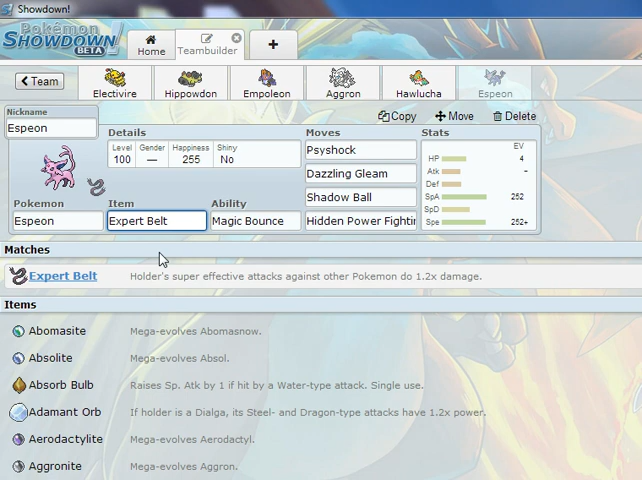 Showdown!
Pokémon
SHOWDOWN!
BETA
Home
Teambuilder
+
Team
Electivire
Hippowdon
Empoleon
Aggron
Hawlucha
Espeon
Copy
Move
Delete
Nickname
Espeon
Details
Level
Gender
Happiness
Shiny
100
—
255
No
Moves
Psyshock
Dazzling Gleam
Shadow Ball
Hidden Power Fightin
Stats
EV
HP 4
Atk -
Def
SpA 252
SpD
Spe 252+
Pokemon
Espeon
Item
Expert Belt
Ability
Magic Bounce
Matches
Expert Belt Holder's super effective attacks against other Pokemon do 1.2x damage.
Items
Abomasite Mega-evolves Abomasnow.
Absolite Mega-evolves Absol.
Absorb Bulb Raises Sp. Atk by 1 if hit by a Water-type attack. Single use.
Adamant Orb If holder is a Dialga, its Steel- and Dragon-type attacks have 1.2x power.
Aerodactylite Mega-evolves Aerodactyl.
Aggronite Mega-evolves Aggron.